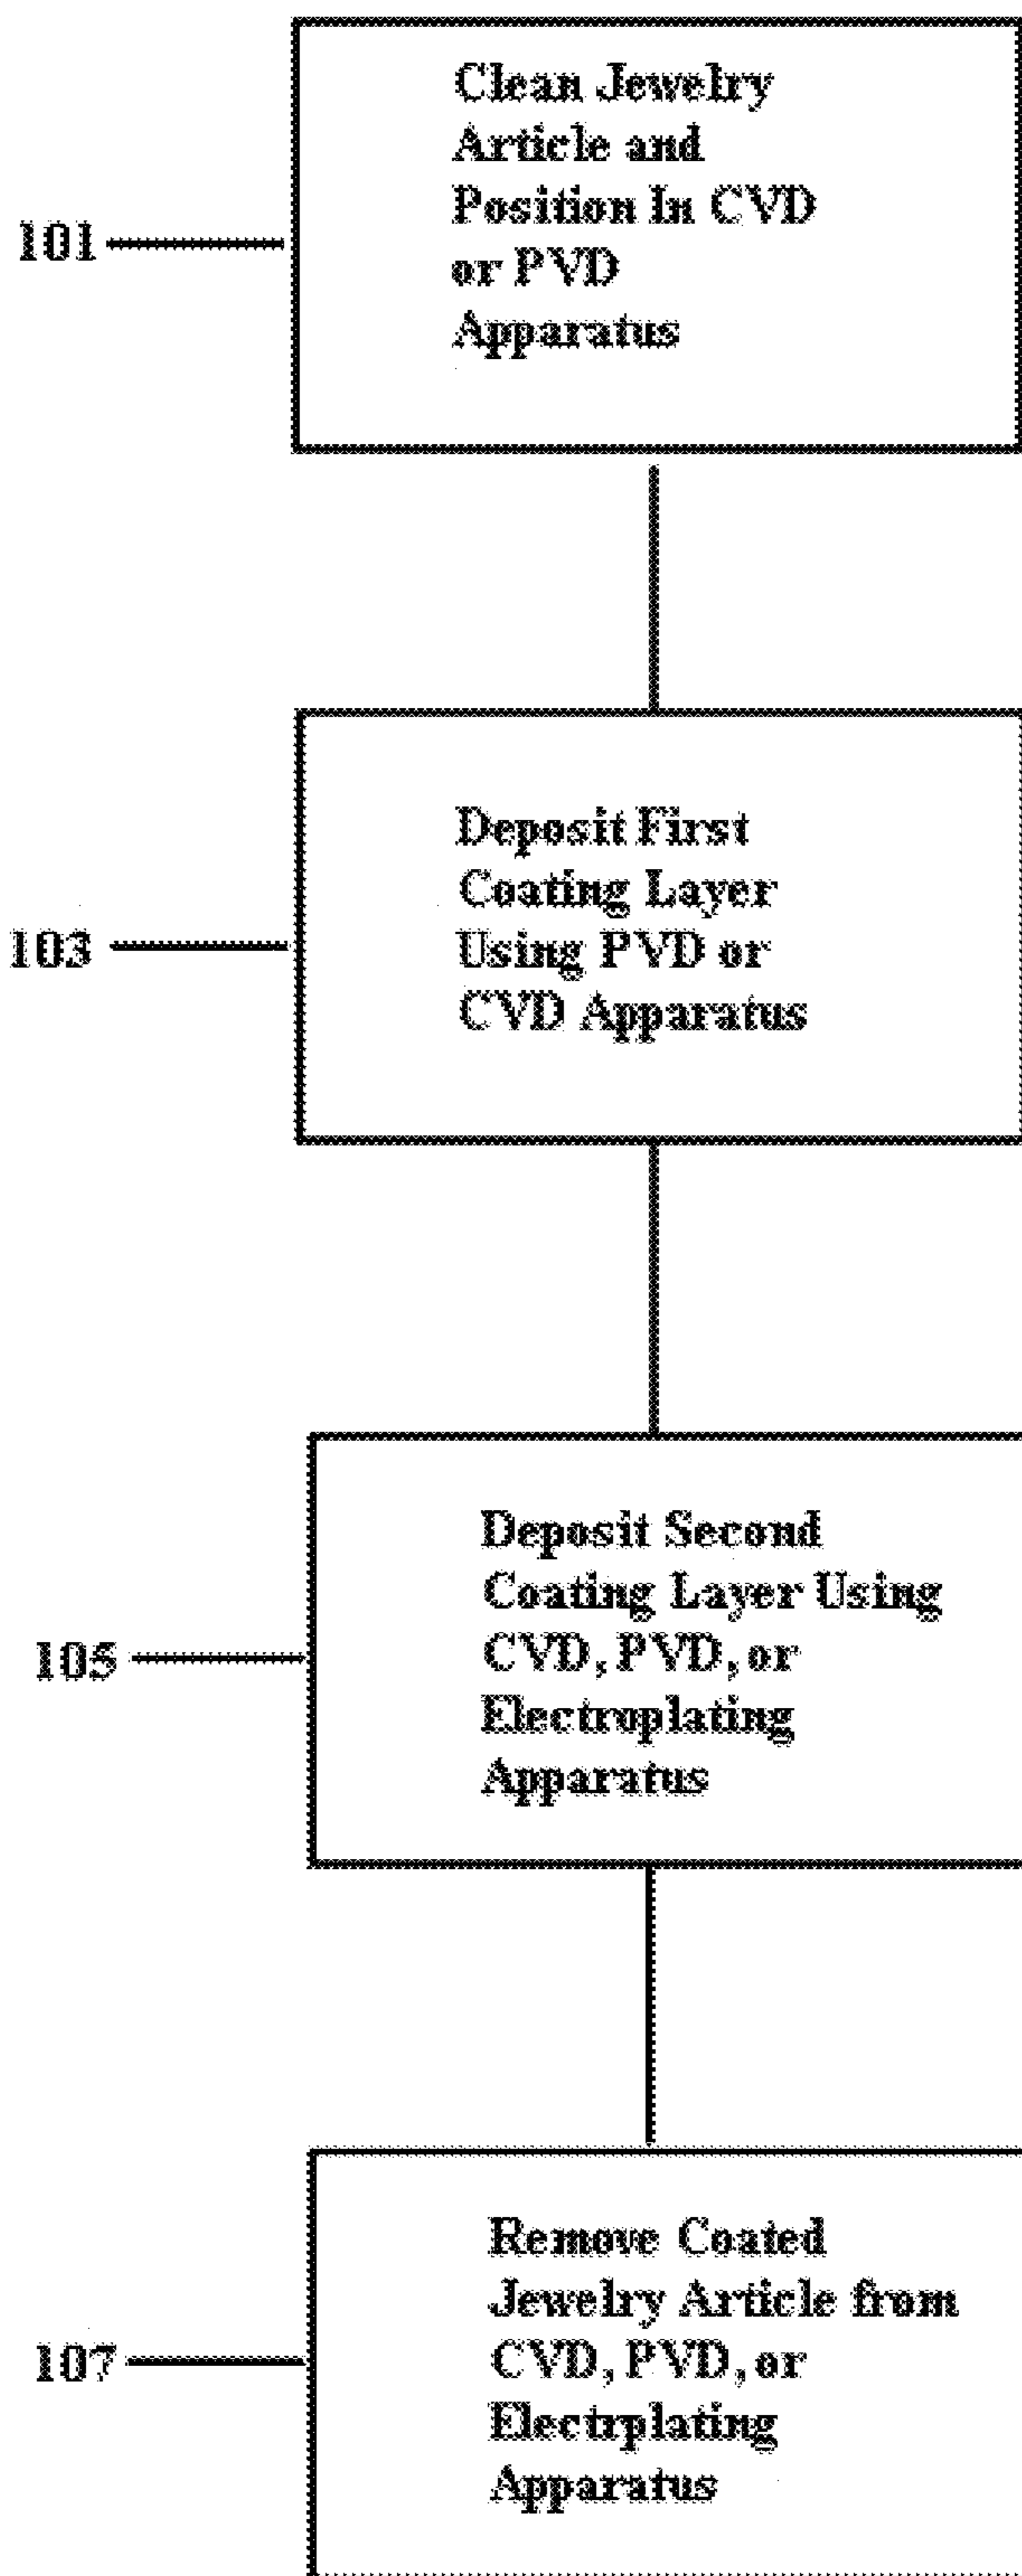 Clean Jewelry
Article and
Position In CVD
or PVD
Apparatus
101
Deposit First
Coating Layer
Using PVD or
CVD Apparatus
103
Deposit Second
Coating Layer Using
CVD, PVD, or
Electroplating
Apparatus
105
Remove Coated
Jewelry Article from
CVD, PVD, or
Electrplating
Apparatus
107